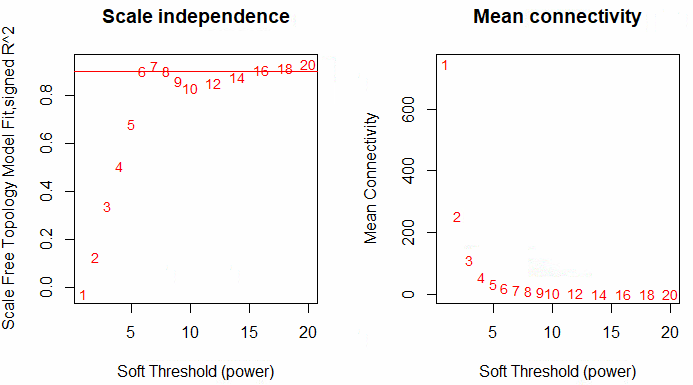 Scale independence
Scale Free Topology Model Fit,signed R^2
0.0 0.2 0.4 0.6 0.8
1 2 3 4 5 6 7 8 9 10 12 14 16 18 20
5 10 15 20
Soft Threshold (power)
Mean connectivity
Mean Connectivity
0 200 400 600
1 2 3 4 5 6 7 8 9 10 12 14 16 18 20
5 10 15 20
Soft Threshold (power)